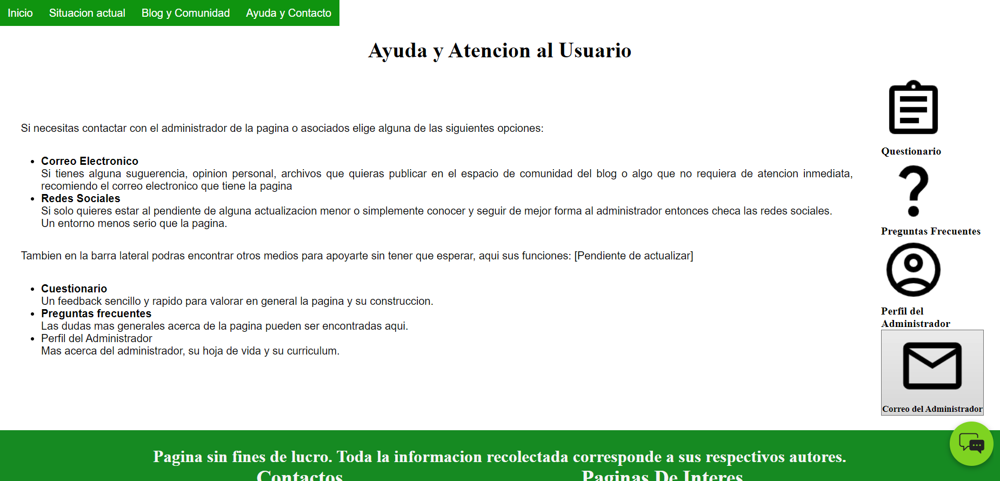 Inicio Situacion actual Blog y Comunidad Ayuda y Contacto
Ayuda y Atencion al Usuario
Si necesitas contactar con el administrador de la pagina o asociados elige alguna de las siguientes opciones:
Correo Electronico
Si tienes alguna suguerencia, opinion personal, archivos que quieras publicar en el espacio de comunidad del blog o algo que no requiera de atencion inmediata,
recomiendo el correo electronico que tiene la pagina
Redes Sociales
Si solo quieres estar al pendiente de alguna actualizacion menor o simplemente conocer y seguir de mejor forma al administrador entonces checa las redes sociales.
Un entorno menos serio que la pagina.
Tambien en la barra lateral podras encontrar otros medios para apoyarte sin tener que esperar, aqui sus funciones: [Pendiente de actualizar]
Cuestionario
Un feedback sencillo y rapido para valorar en general la pagina y su construccion.
Preguntas frecuentes
Las dudas mas generales acerca de la pagina pueden ser encontradas aqui.
Perfil del Administrador
Mas acerca del administrador, su hoja de vida y su curriculum.
Questionario
Preguntas Frecuentes
Perfil del
Administrador
Correo del Administrador
Pagina sin fines de lucro. Toda la informacion recolectada corresponde a sus respectivos autores.
Contactos Paginas De Interes